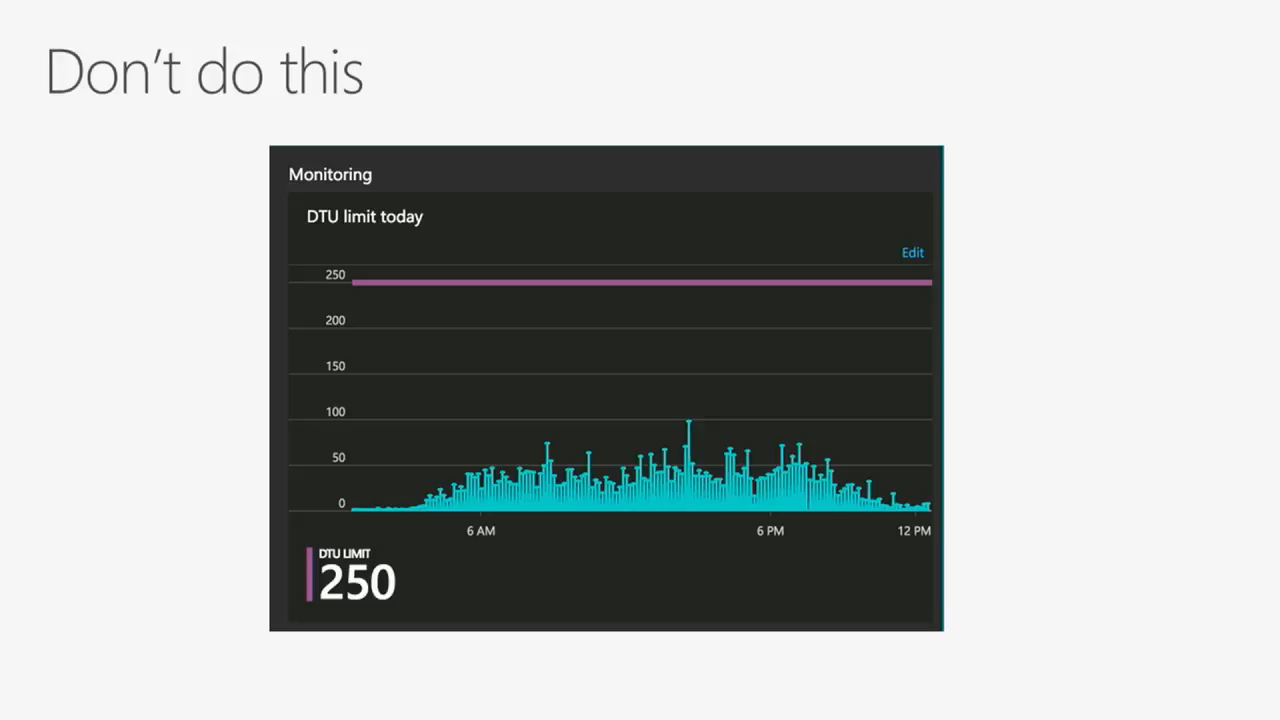 Don't do this
Monitoring
DTU limit today
Edit
250
200
150
100
50
0
6 AM
6 PM
12 PM
DTU LIMIT
250